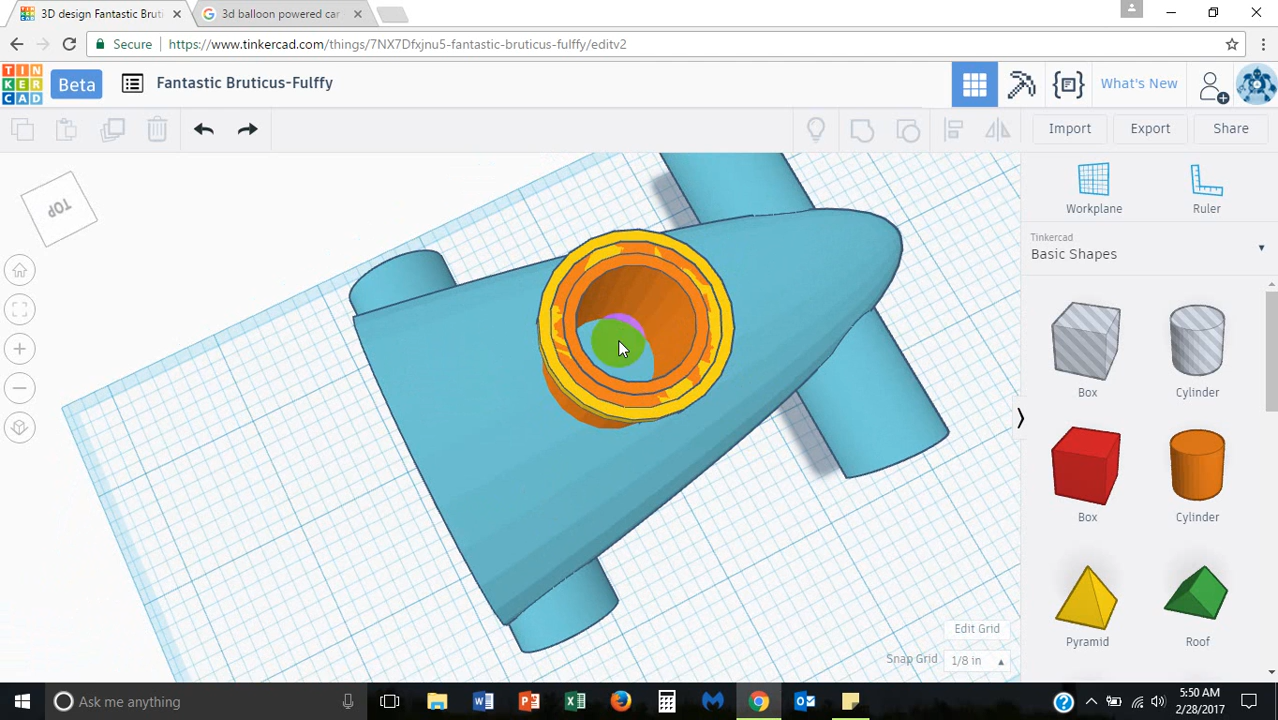 3D design Fantastic Bruti
3d balloon powered car
Secure
https://www.tinkercad.com/things/7NX7Dfxjnu5-fantastic-bruticus-fulffy/editv2
TIN
KER
CAD
Beta
Fantastic Bruticus-Fulffy
What's New
Import
Export
Share
TOP
Workplane
Ruler
Tinkercad
Basic Shapes
Box
Cylinder
Box
Cylinder
Pyramid
Roof
Edit Grid
Snap Grid
1/8 in
Ask me anything
5:50 AM
2/28/2017